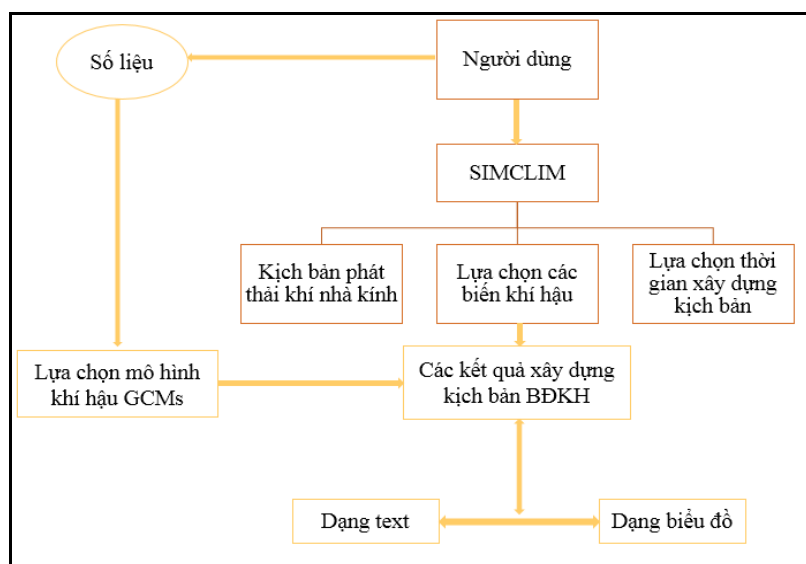 Số liệu
Người dùng
SIMCLIM
Kịch bản phát
thải khí nhà kính
Lựa chọn các
biến khí hậu
Lựa chọn thời
gian xây dựng
kịch bản
Lựa chọn mô hình
khí hậu GCMs
Các kết quả xây dựng
kịch bản BĐKH
Dạng text
Dạng biểu đồ